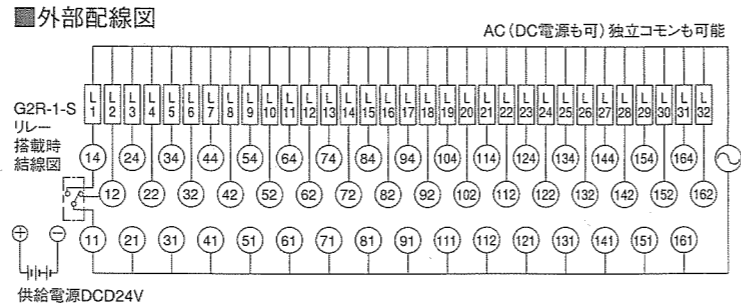 ■外部配線図
AC（DC電源も可）独立コモンも可能
G2R-1-S
リレー
搭載時
結線図
L1 L2 L3 L4 L5 L6 L7 L8 L9 L10 L11 L12 L13 L14 L15 L16 L17 L18 L19 L20 L21 L22 L23 L24 L25 L26 L27 L28 L29 L30 L31 L32
14 24 34 44 54 64 74 84 94 104 114 124 134 144 154 164
12 22 32 42 52 62 72 82 92 102 112 122 132 142 152 162
11 21 31 41 51 61 71 81 91 111 112 121 131 141 151 161
＋ −
供給電源DCD24V